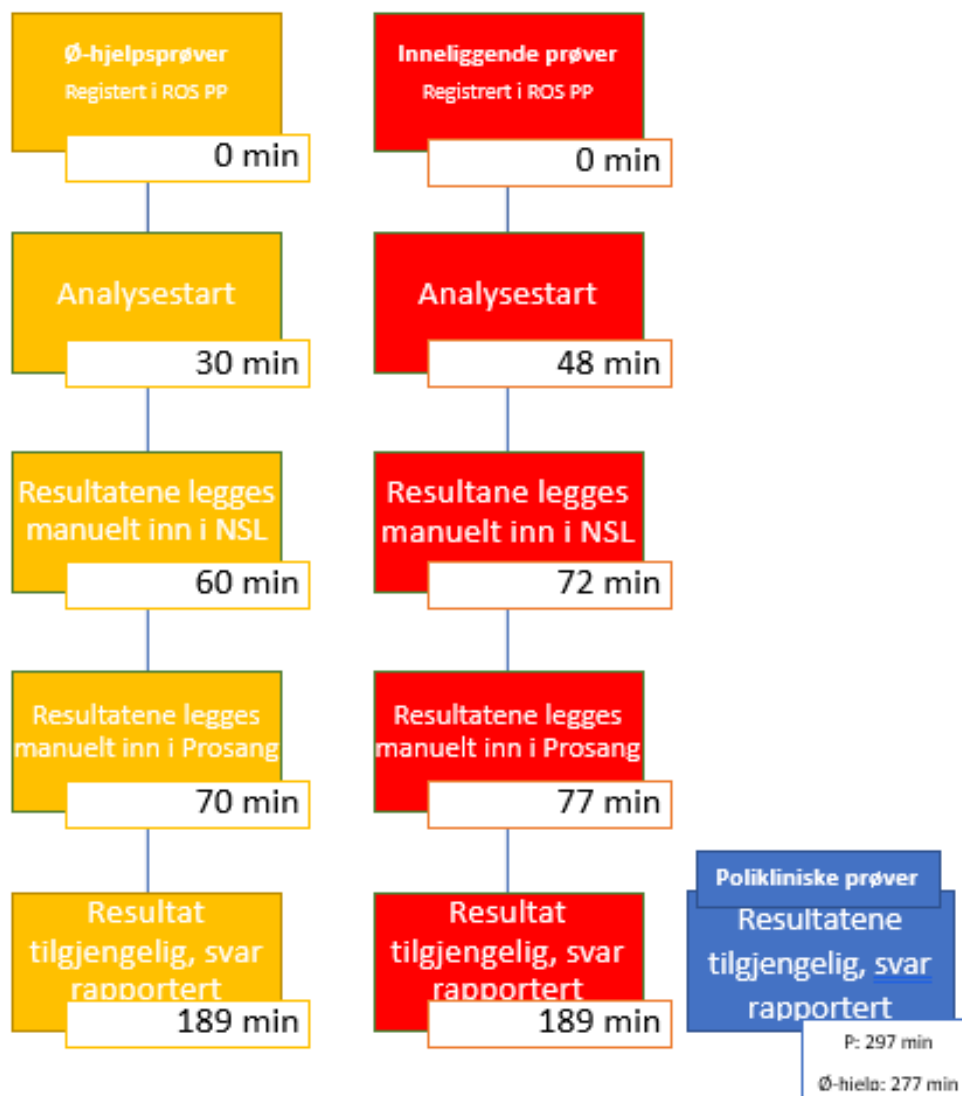 Ø-hjelpsprøver
Registert i ROS PP
0 min
Analysestart
30 min
Resultatene legges
manuelt inn i NSL
60 min
Resultatene legges
manuelt inn i Prosang
70 min
Resultat
tilgjengelig, svar
rapportert
189 min
Inneliggende prøver
Registrert i ROS PP
0 min
Analysestart
48 min
Resultane legges
manuelt inn i NSL
72 min
Resultatene legges
manuelt inn i Prosang
77 min
Resultat
tilgjengelig, svar
rapportert
189 min
Polikliniske prøver
Resultatene
tilgjengelig, svar
rapportert
P: 297 min
Ø-hjelp: 277 min